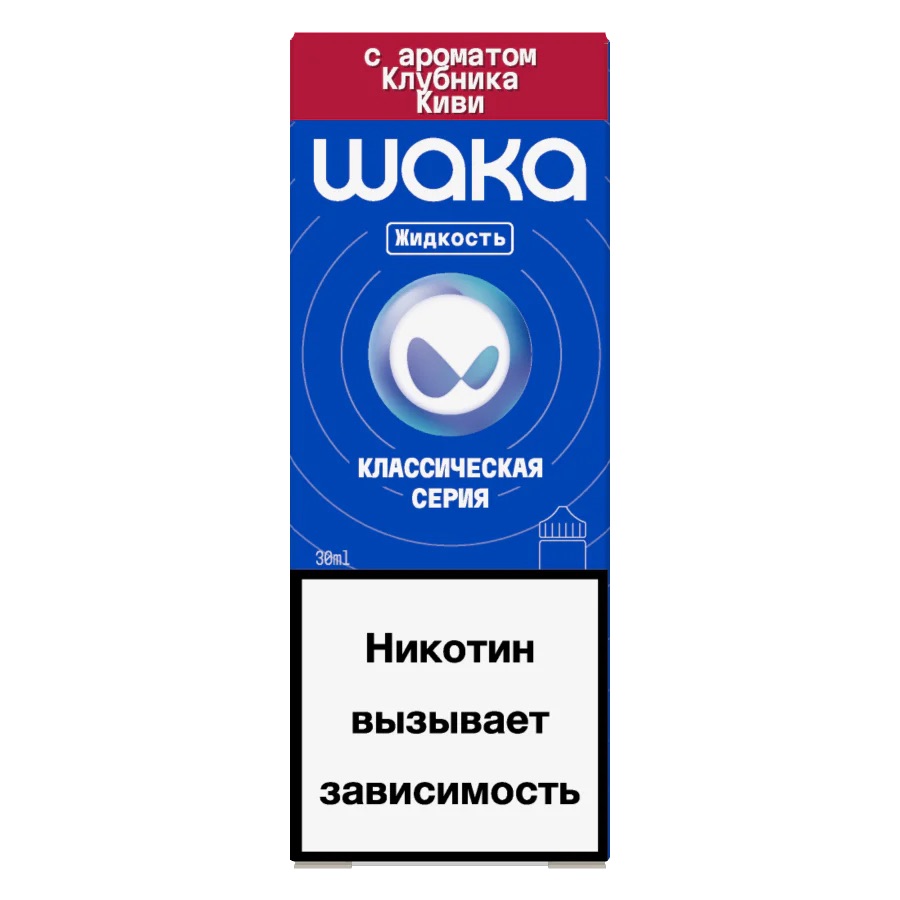 с ароматом
Клубника
Киви
waka
Жидкость
КЛАССИЧЕСКАЯ
СЕРИЯ
30ml
Никотин
вызывает
зависимость